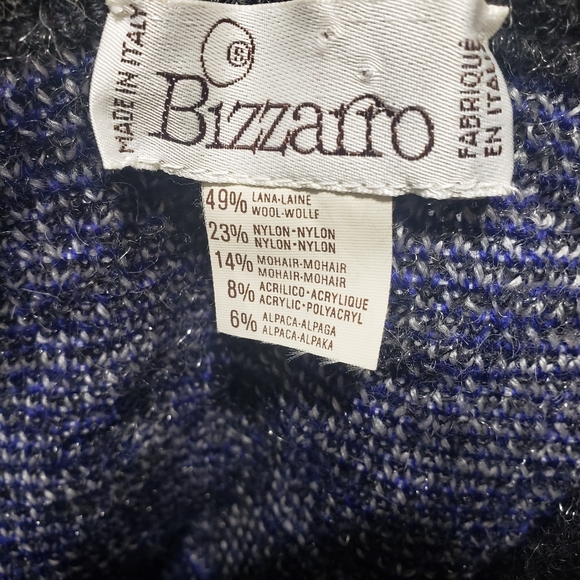 MADE IN ITALY
®
Bizzarro
FABRIQUÉ
EN ITALIE
49% LANA-LAINE
WOOL-WOLLE
23% NYLON-NYLON
NYLON-NYLON
14% MOHAIR-MOHAIR
MOHAIR-MOHAIR
8% ACRILICO-ACRYLIQUE
ACRYLIC-POLYACRYL
6% ALPACA-ALPAGA
ALPACA-ALPAKA